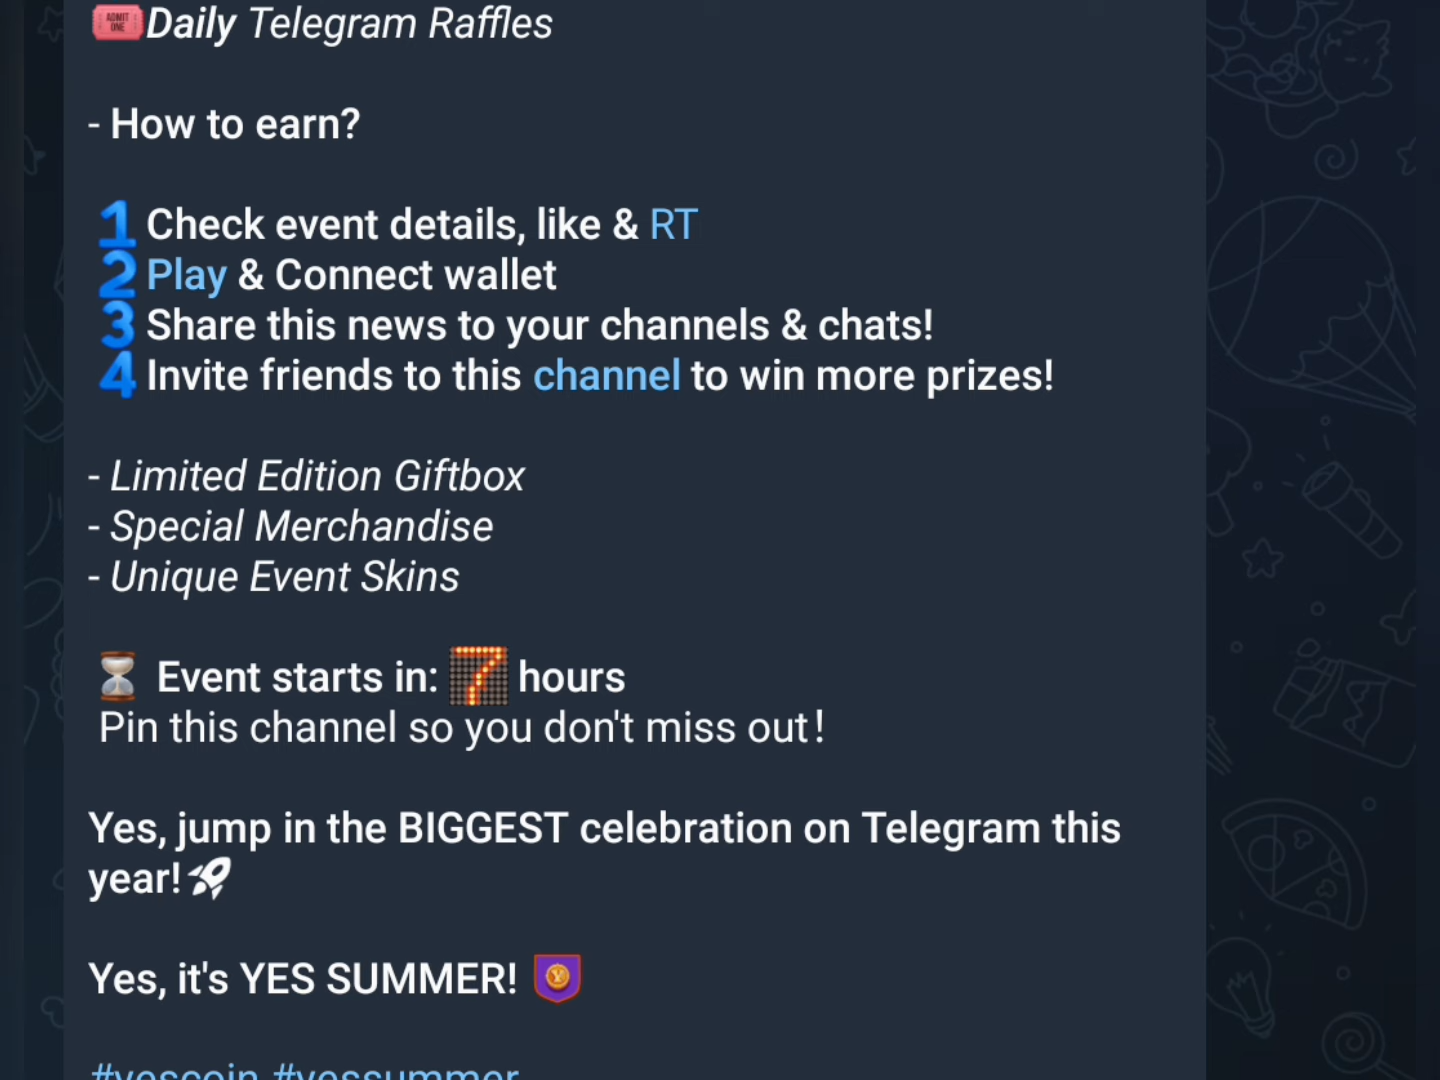 Daily Telegram Raffles
- How to earn?
1 Check event details, like & RT
2 Play & Connect wallet
3 Share this news to your channels & chats!
4 Invite friends to this channel to win more prizes!
- Limited Edition Giftbox
- Special Merchandise
- Unique Event Skins
Event starts in: 7 hours
Pin this channel so you don't miss out!
Yes, jump in the BIGGEST celebration on Telegram this
year!
Yes, it's YES SUMMER!
#yescoin #yessummer